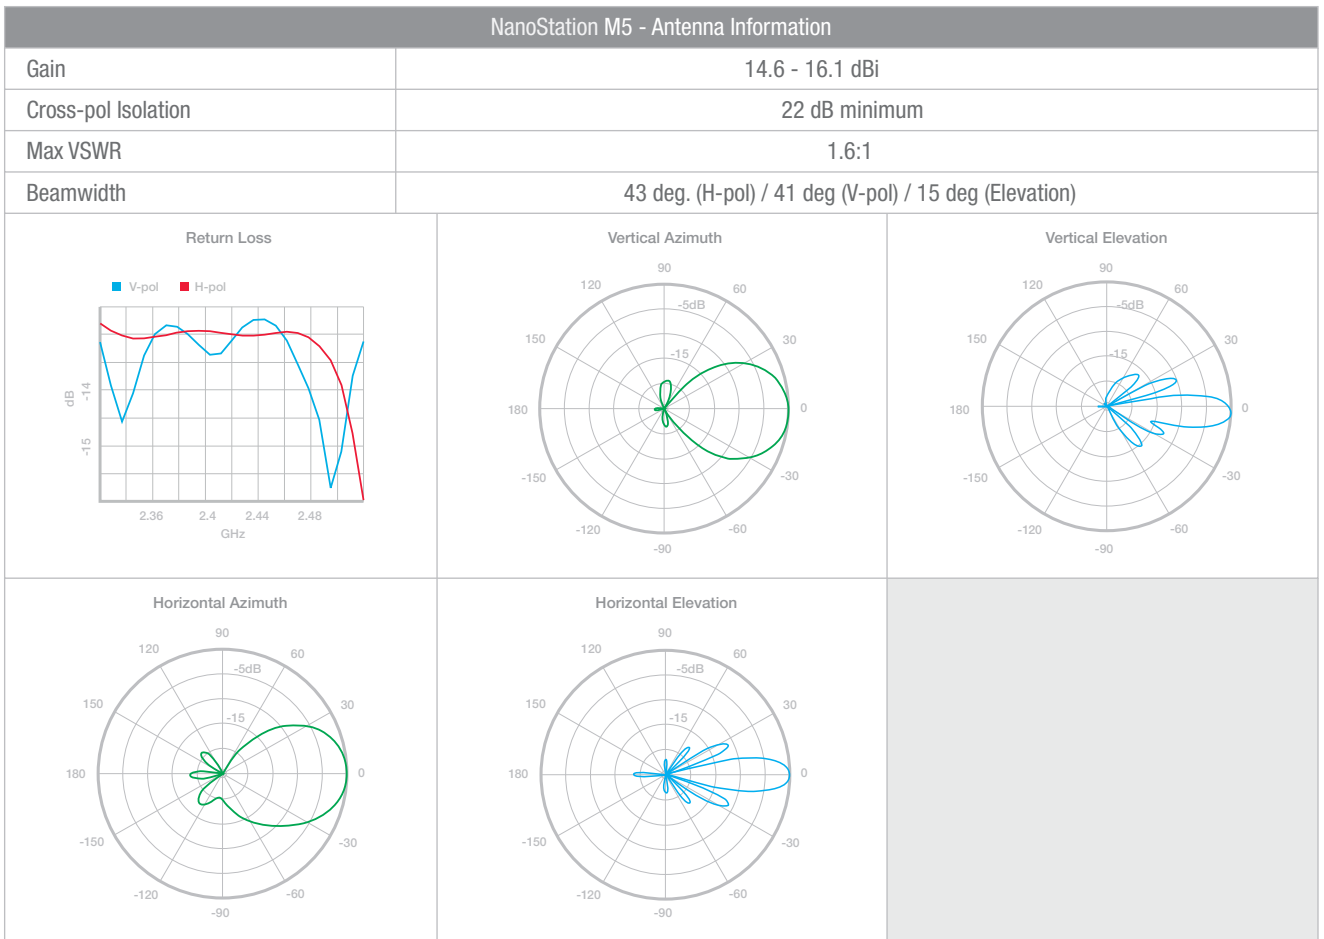 NanoStation M5 - Antenna Information
Gain 14.6 - 16.1 dBi
Cross-pol Isolation 22 dB minimum
Max VSWR 1.6:1
Beamwidth 43 deg. (H-pol) / 41 deg (V-pol) / 15 deg (Elevation)
Return Loss
V-pol H-pol
dB
-14
-15
2.36 2.4 2.44 2.48
GHz
Vertical Azimuth
90
120 60
-5dB
150 30
-15
180 0
-150 -30
-120 -60
-90
Vertical Elevation
90
120 60
-5dB
150 30
-15
180 0
-150 -30
-120 -60
-90
Horizontal Azimuth
90
120 60
-5dB
150 30
-15
180 0
-150 -30
-120 -60
-90
Horizontal Elevation
90
120 60
-5dB
150 30
-15
180 0
-150 -30
-120 -60
-90